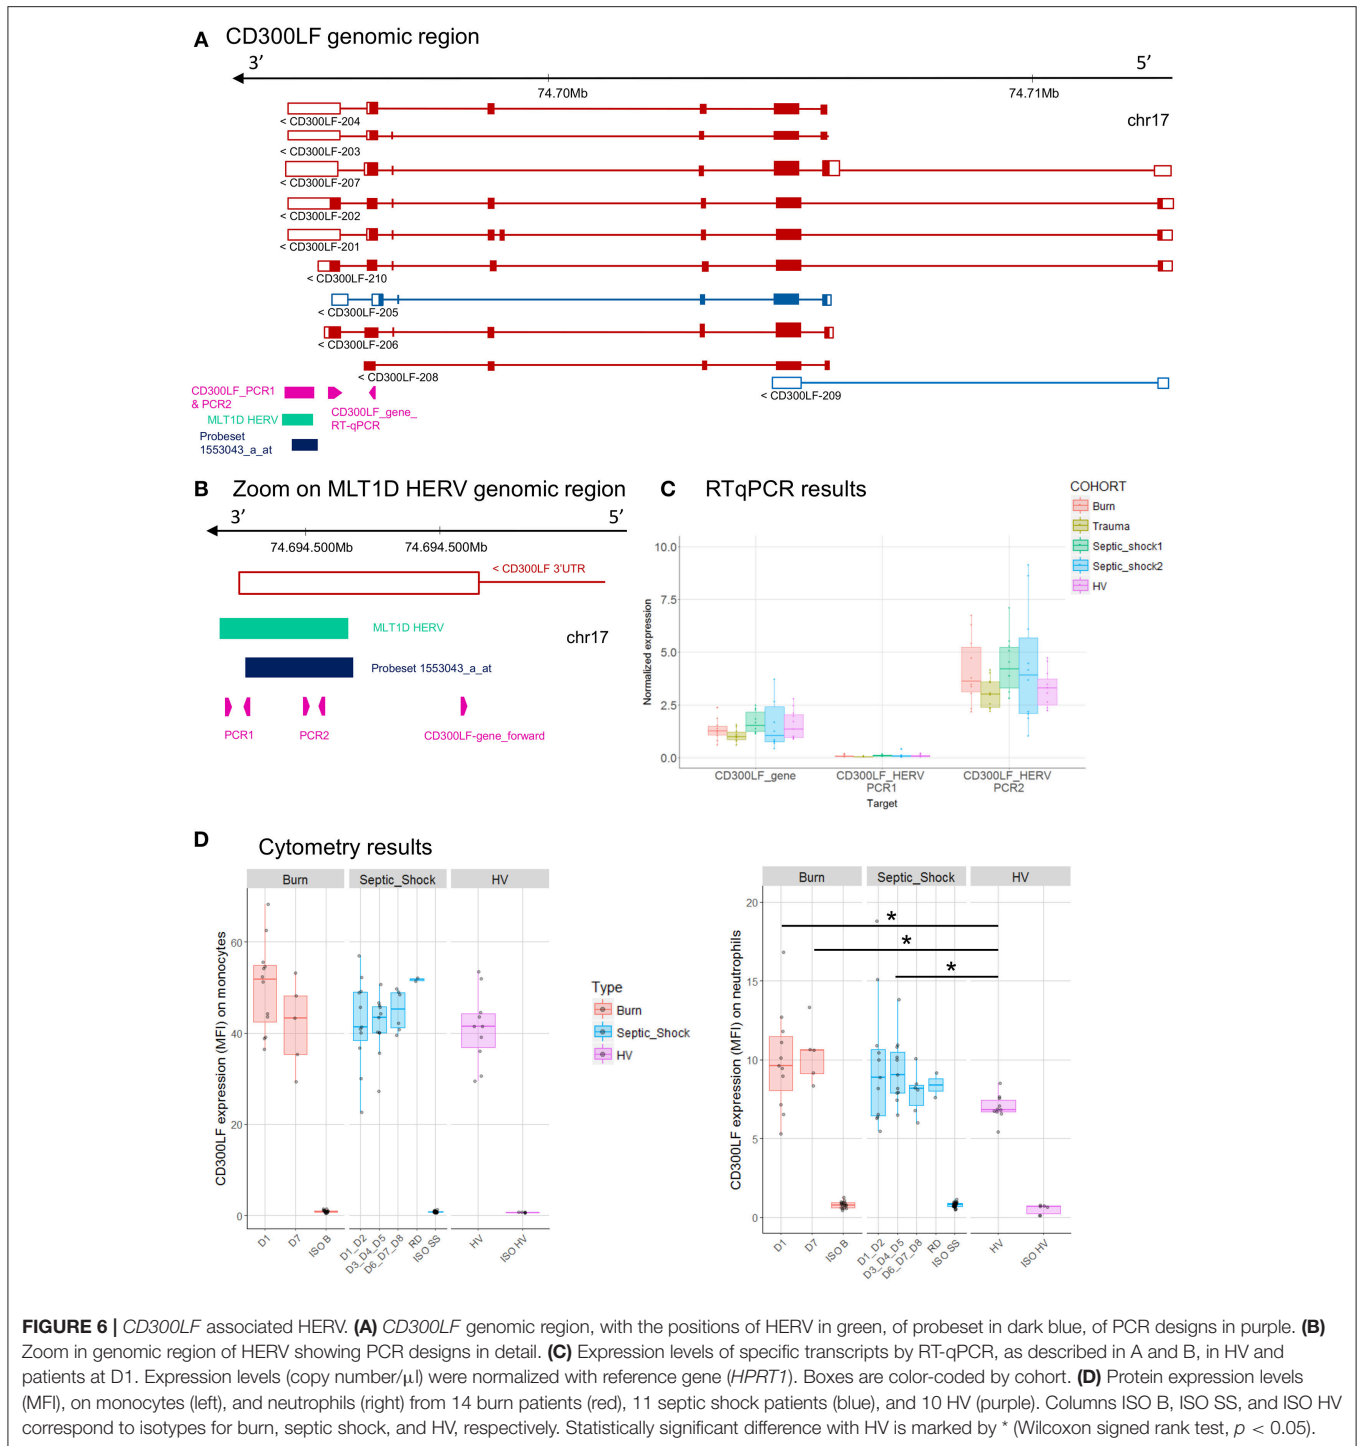 A CD300LF genomic region
3’ 5’
74.70Mb 74.71Mb
chr17
< CD300LF-204
< CD300LF-203
< CD300LF-207
< CD300LF-202
< CD300LF-201
< CD300LF-210
< CD300LF-205
< CD300LF-206
< CD300LF-208
< CD300LF-209
CD300LF_PCR1
& PCR2
CD300LF_gene_
RT-qPCR
MLT1D HERV
Probeset
1553043_a_at
B Zoom on MLT1D HERV genomic region
3’ 5’
74.694.500Mb 74.694.500Mb
< CD300LF 3’UTR
MLT1D HERV
chr17
Probeset 1553043_a_at
PCR1 PCR2 CD300LF-gene_forward
C RTqPCR results
COHORT
Burn
Trauma
Septic_shock1
Septic_shock2
HV
Normalized expression
10.0
7.5
5.0
2.5
0.0
CD300LF_gene CD300LF_HERV CD300LF_HERV
PCR1 PCR2
Target
D Cytometry results
Burn Septic_Shock HV
CD300LF expression (MFI) on monocytes
60
40
20
0
D1 D7 ISO B D1_D2 D3_D4_D5 D6_D7_D8 RD ISO SS HV ISO HV
Type
Burn
Septic_Shock
HV
Burn Septic_Shock HV
CD300LF expression (MFI) on neutrophils
20
15
10
5
0
*
*
*
D1 D7 ISO B D1_D2 D3_D4_D5 D6_D7_D8 RD ISO SS HV ISO HV
FIGURE 6 | CD300LF associated HERV. (A) CD300LF genomic region, with the positions of HERV in green, of probeset in dark blue, of PCR designs in purple. (B)
Zoom in genomic region of HERV showing PCR designs in detail. (C) Expression levels of specific transcripts by RT-qPCR, as described in A and B, in HV and
patients at D1. Expression levels (copy number/μl) were normalized with reference gene (HPRT1). Boxes are color-coded by cohort. (D) Protein expression levels
(MFI), on monocytes (left), and neutrophils (right) from 14 burn patients (red), 11 septic shock patients (blue), and 10 HV (purple). Columns ISO B, ISO SS, and ISO HV
correspond to isotypes for burn, septic shock, and HV, respectively. Statistically significant difference with HV is marked by * (Wilcoxon signed rank test, p < 0.05).